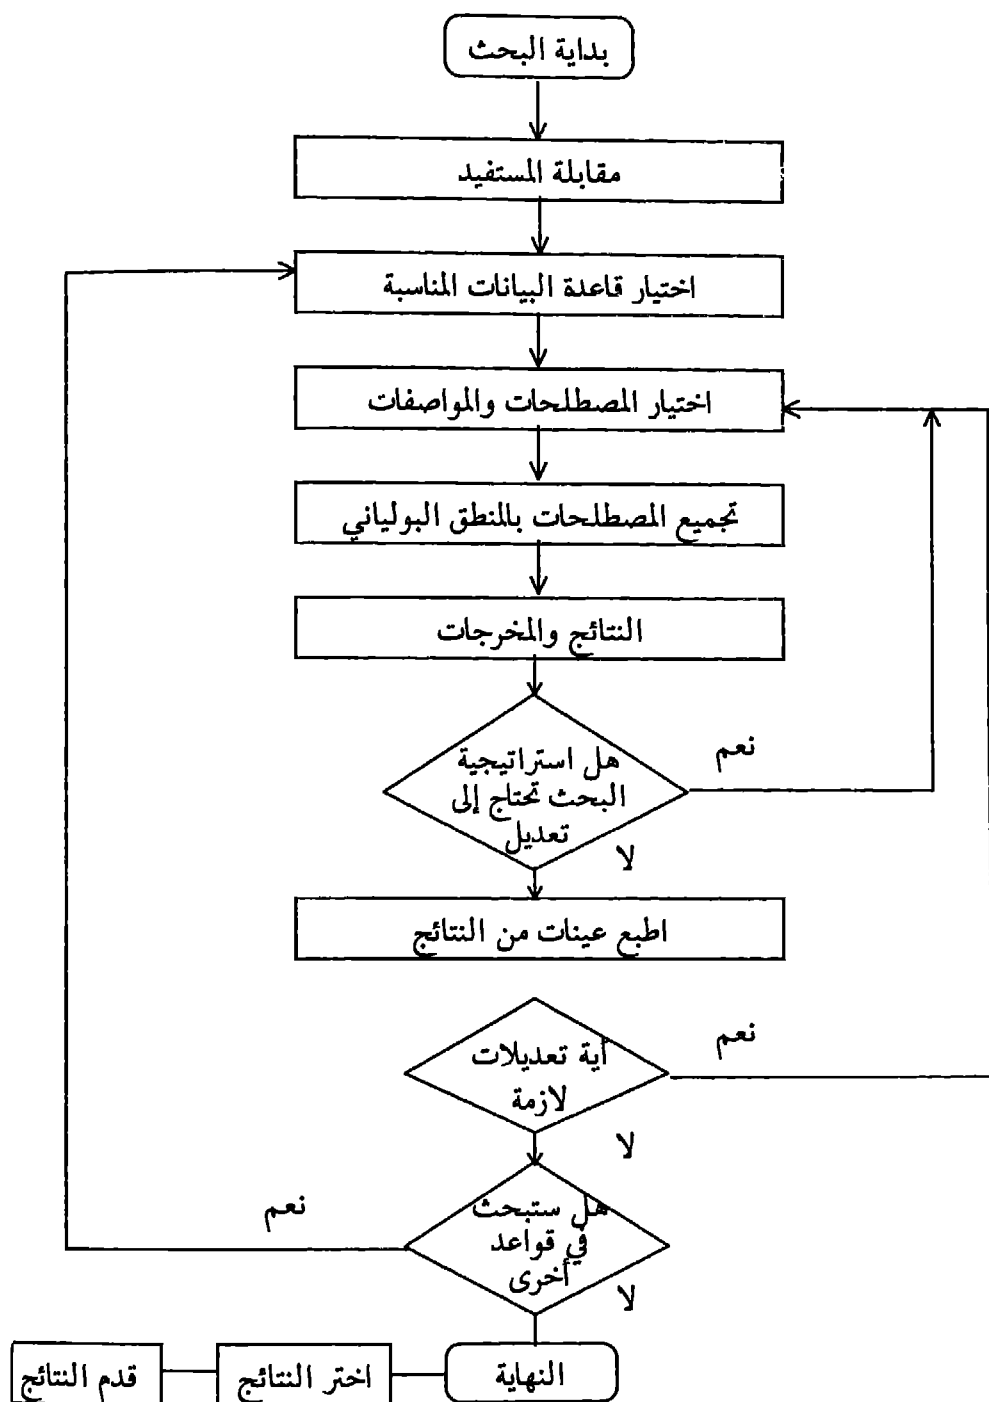 بداية البحث
مقابلة المستفيد
اختيار قاعدة البيانات المناسبة
اختيار المصطلحات والمواصفات
تجميع المصطلحات بالمنطق البولياني
النتائج والمخرجات
هل استراتيجية
البحث تحتاج إلى
تعديل
نعم
لا
اطبع عينات من النتائج
أية تعديلات
لازمة
نعم
لا
هل ستبحث
في قواعد
أخرى
نعم
لا
النهاية
اختر النتائج
قدم النتائج